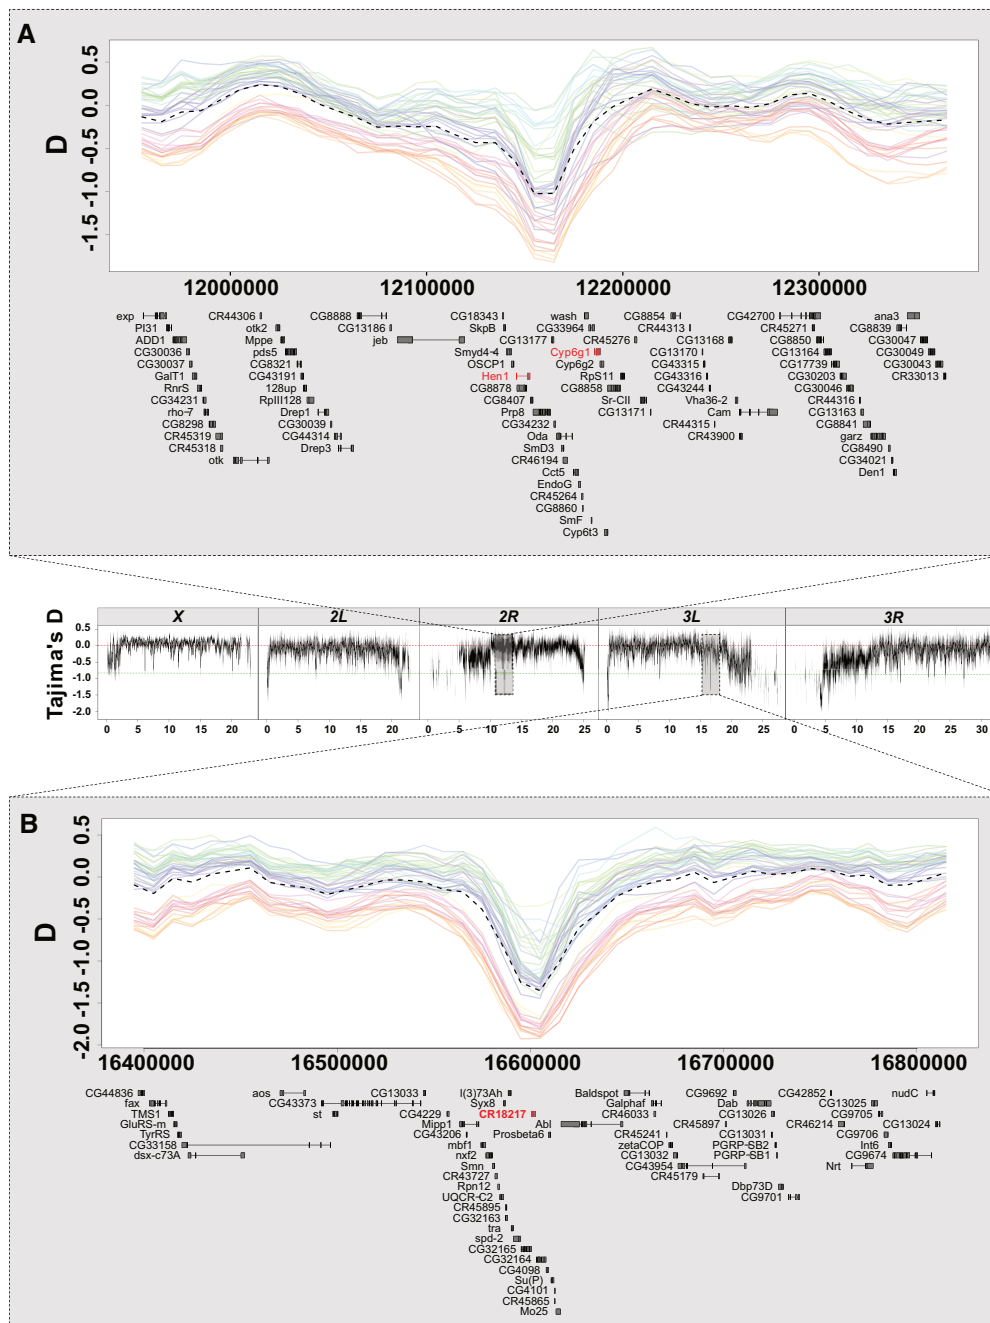 A
D
0.5
0.0
-0.5
-1.0
-1.5
12000000 12100000 12200000 12300000
exp CR44306 CG8888 CG18343 wash CG8854 CG42700 ana3
PI31 otk2 CG13186 SkpB CG33964 CR44313 CR45271 CG8839
ADD1 Mppe jeb CG13177 CR45276 CG13168 CG8850 CG30047
CG30036 pds5 Smyd4-4 Cyp6g1 CG13170 CG13164 CG30049
CG30037 CG8321 OSCP1 Cyp6g2 CG43315 CG17739 CG30043
GalT1 CG43191 Hen1 RpS11 CG43316 CG30203 CR33013
RnrS 128up CG8878 CG8858 CG43244 CG30046
CG34231 RpIII128 CG8407 Sr-CII Vha36-2 CR44316
rho-7 Drep1 Prp8 CG13171 Cam CG13163
CG8298 CG30039 CG34232 CR44315 CG8841
CR45319 CG44314 Oda CR43900 garz
CR45318 Drep3 SmD3 CG8490
otk CR46194 CG34021
Cct5 Den1
EndoG
CR45264
CG8860
SmF
Cyp6t3
X 2L 2R 3L 3R
Tajima's D
0.5
0.0
-0.5
-1.0
-1.5
-2.0
0 5 10 15 20 0 5 10 15 20 0 5 10 15 20 25 0 5 10 15 20 25 0 5 10 15 20 25 30
B
D
0.5
0.0
-0.5
-1.0
-1.5
-2.0
16400000 16500000 16600000 16700000 16800000
CG44836 aos CG13033 l(3)73Ah Baldspot CG9692 CG42852 nudC
fax CG43373 Syx8 Galphaf Dab CG13025
TMS1 st CG4229 CR18217 CR46033 CG13026 CG9705
GluRS-m Mipp1 Abl CR45897 CR46214 CG13024
TyrRS CG43206 Prosbeta6 CR45241 CG13031 CG9706
CG33158 mbf1 zetaCOP PGRP-SB2 Int6
dsx-c73A nxf2 CG13032 PGRP-SB1 CG9674
Smn CG43954 Nrt
CR43727 CR45179
Rpn12 Dbp73D
UQCR-C2 CG9701
CR45895
CG32163
tra
spd-2
CG32165
CG32164
CG4098
Su(P)
CG4101
CR45865
Mo25